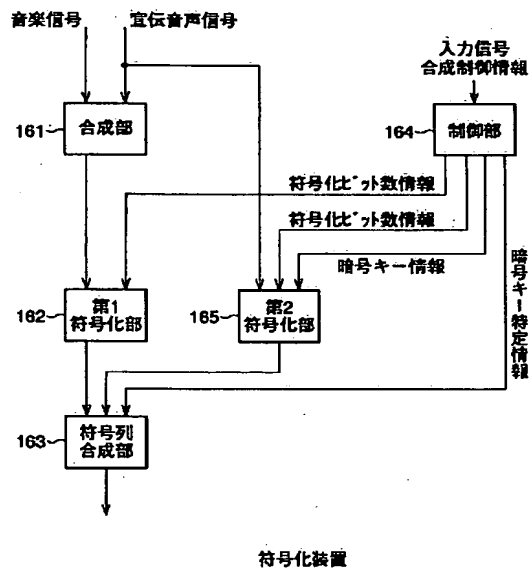 音楽信号
宣伝音声信号
入力信号
合成制御情報
161
合成部
164
制御部
符号化ビット数情報
符号化ビット数情報
暗号キー情報
暗号キー特定情報
162
第1
符号化部
165
第2
符号化部
163
符号列
合成部
符号化装置